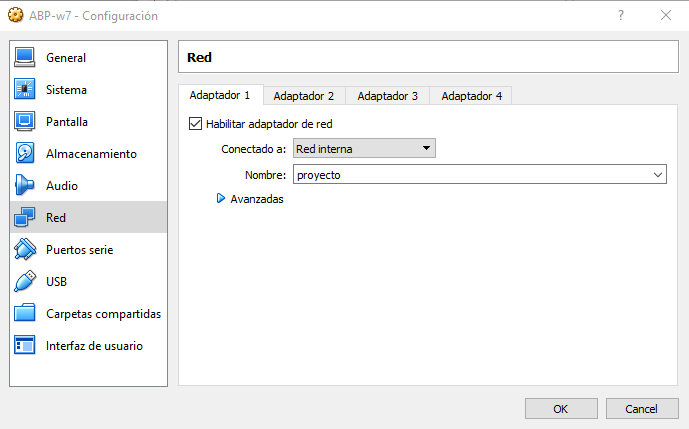 ABP-w7 - Configuración
?
General
Sistema
Pantalla
Almacenamiento
Audio
Red
Puertos serie
USB
Carpetas compartidas
Interfaz de usuario
Red
Adaptador 1 Adaptador 2 Adaptador 3 Adaptador 4
Habilitar adaptador de red
Conectado a: Red interna
Nombre: proyecto
Avanzadas
OK Cancel